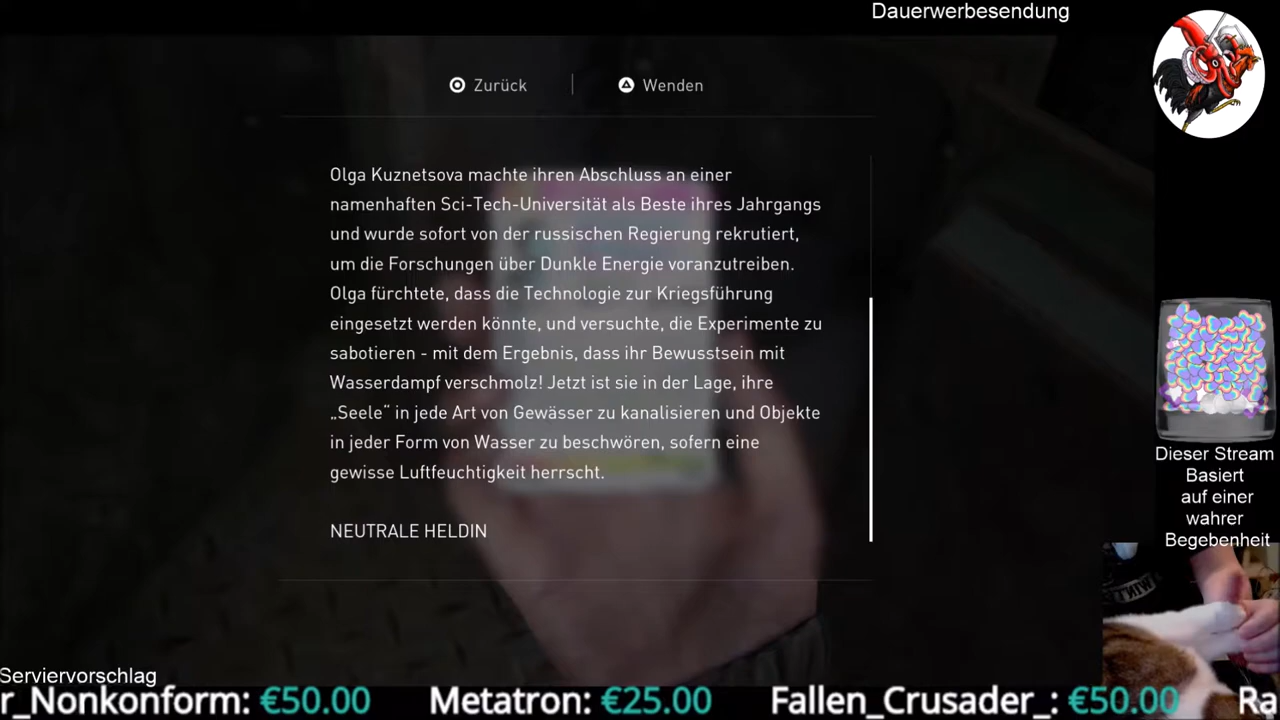 Dauerwerbesendung
Zurück
Wenden
Olga Kuznetsova machte ihren Abschluss an einer
namenhaften Sci-Tech-Universität als Beste ihres Jahrgangs
und wurde sofort von der russischen Regierung rekrutiert,
um die Forschungen über Dunkle Energie voranzutreiben.
Olga fürchtete, dass die Technologie zur Kriegsführung
eingesetzt werden könnte, und versuchte, die Experimente zu
sabotieren - mit dem Ergebnis, dass ihr Bewusstsein mit
Wasserdampf verschmolz! Jetzt ist sie in der Lage, ihre
„Seele“ in jede Art von Gewässer zu kanalisieren und Objekte
in jeder Form von Wasser zu beschwören, sofern eine
gewisse Luftfeuchtigkeit herrscht.
NEUTRALE HELDIN
Dieser Stream
Basiert
auf einer
wahrer
Begebenheit
Serviervorschlag
r_Nonkonform: €50.00 Metatron: €25.00 Fallen_Crusader_: €50.00 Ra